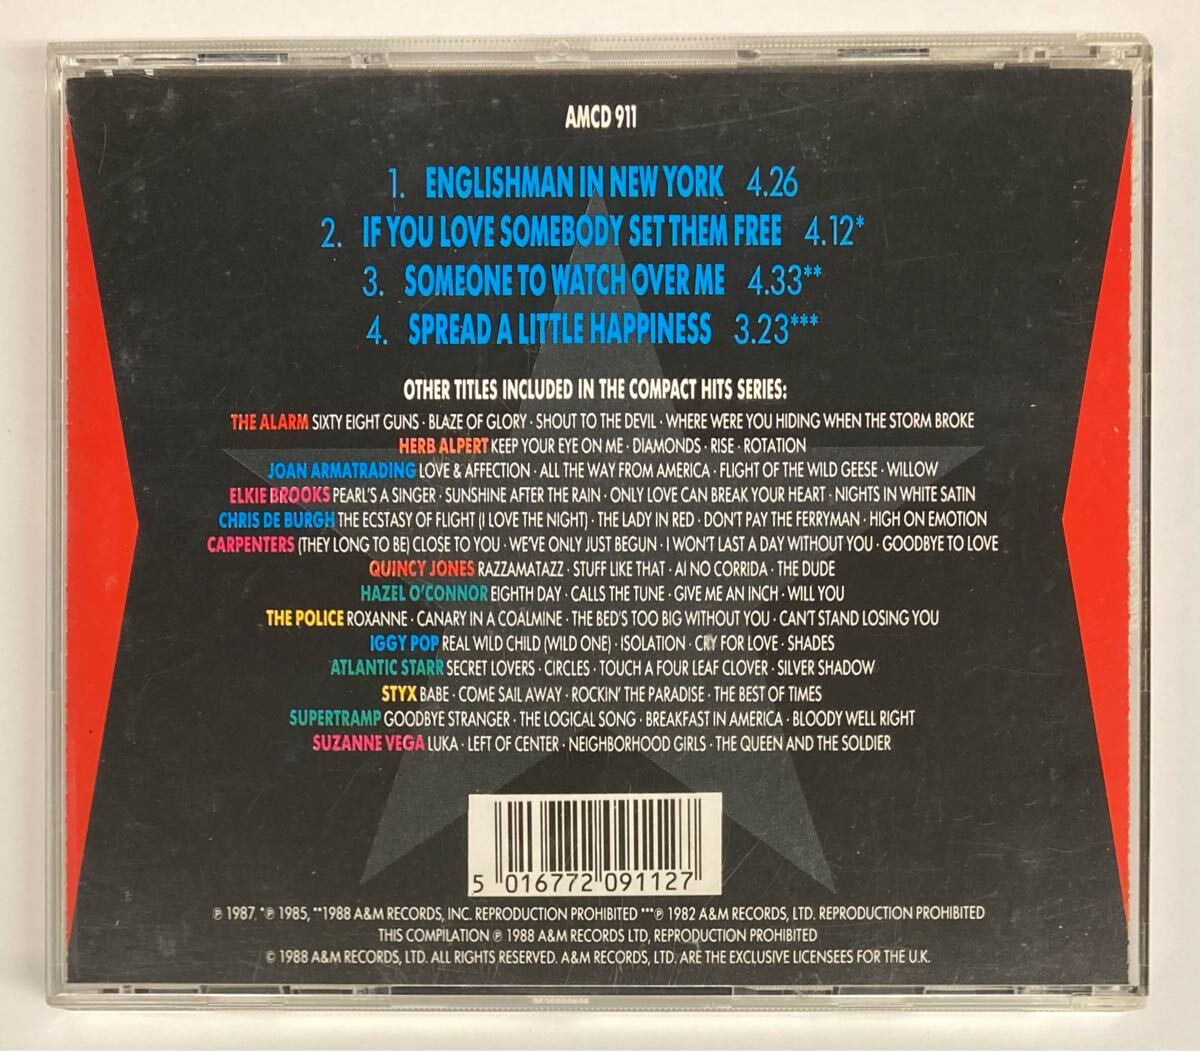 AMCD 911
1. ENGLISHMAN IN NEW YORK 4.26
2. IF YOU LOVE SOMEBODY SET THEM FREE 4.12*
3. SOMEONE TO WATCH OVER ME 4.33**
4. SPREAD A LITTLE HAPPINESS 3.23***
OTHER TITLES INCLUDED IN THE COMPACT HITS SERIES:
THE ALARM SIXTY EIGHT GUNS · BLAZE OF GLORY · SHOUT TO THE DEVIL · WHERE WERE YOU HIDING WHEN THE STORM BROKE
HERB ALPERT KEEP YOUR EYE ON ME · DIAMONDS · RISE · ROTATION
JOAN ARMATRADING LOVE & AFFECTION · ALL THE WAY FROM AMERICA · FLIGHT OF THE WILD GEESE · WILLOW
ELKIE BROOKS PEARL'S A SINGER · SUNSHINE AFTER THE RAIN · ONLY LOVE CAN BREAK YOUR HEART · NIGHTS IN WHITE SATIN
CHRIS DE BURGH THE ECSTASY OF FLIGHT (I LOVE THE NIGHT) · THE LADY IN RED · DON'T PAY THE FERRYMAN · HIGH ON EMOTION
CARPENTERS (THEY LONG TO BE) CLOSE TO YOU · WE'VE ONLY JUST BEGUN · I WON'T LAST A DAY WITHOUT YOU · GOODBYE TO LOVE
QUINCY JONES RAZZAMATAZZ · STUFF LIKE THAT · AI NO CORRIDA · THE DUDE
HAZEL O'CONNOR EIGHTH DAY · CALLS THE TUNE · GIVE ME AN INCH · WILL YOU
THE POLICE ROXANNE · CANARY IN A COALMINE · THE BED'S TOO BIG WITHOUT YOU · CAN'T STAND LOSING YOU
IGGY POP REAL WILD CHILD (WILD ONE) · ISOLATION · CRY FOR LOVE · SHADES
ATLANTIC STARR SECRET LOVERS · CIRCLES · TOUCH A FOUR LEAF CLOVER · SILVER SHADOW
STYX BABE · COME SAIL AWAY · ROCKIN' THE PARADISE · THE BEST OF TIMES
SUPERTRAMP GOODBYE STRANGER · THE LOGICAL SONG · BREAKFAST IN AMERICA · BLOODY WELL RIGHT
SUZANNE VEGA LUKA · LEFT OF CENTER · NEIGHBORHOOD GIRLS · THE QUEEN AND THE SOLDIER
5 016772 091127
℗ 1987, *℗ 1985, **1988 A&M RECORDS, INC. REPRODUCTION PROHIBITED ***℗ 1982 A&M RECORDS, LTD. REPRODUCTION PROHIBITED
THIS COMPILATION ℗ 1988 A&M RECORDS LTD, REPRODUCTION PROHIBITED
© 1988 A&M RECORDS, LTD. ALL RIGHTS RESERVED. A&M RECORDS, LTD. ARE THE EXCLUSIVE LICENSEES FOR THE U.K.